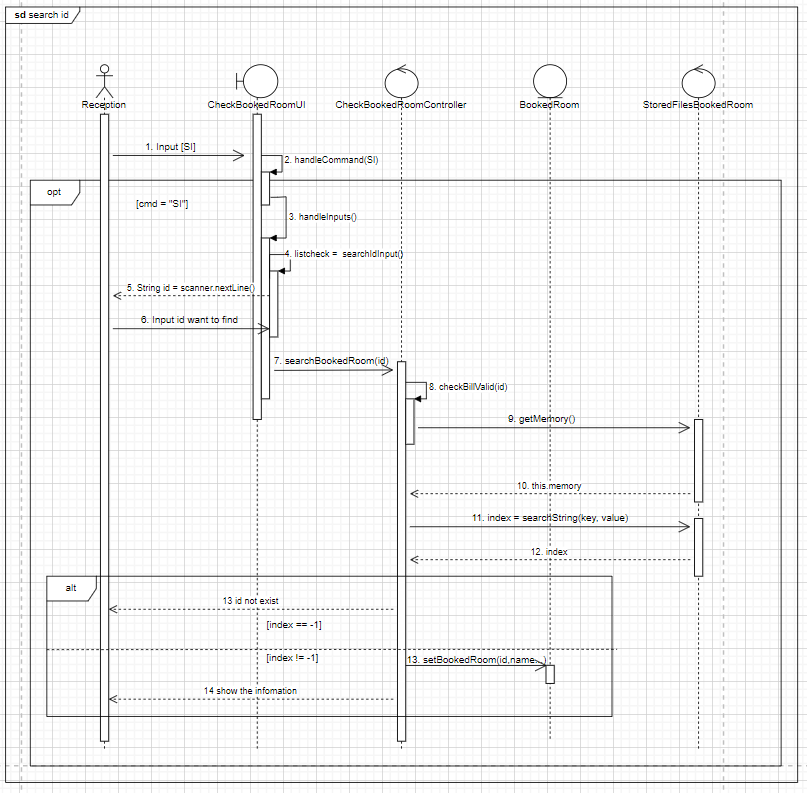 sd search id
Reception
CheckBookedRoomUI
CheckBookedRoomController
BookedRoom
StoredFilesBookedRoom
1. Input [SI]
2. handleCommand(SI)
opt
[cmd = "SI"]
3. handleInputs()
4. listcheck = searchIdInput()
5. String id = scanner.nextLine()
6. Input id want to find
7. searchBookedRoom(id)
8. checkBillValid(id)
9. getMemory()
10. this.memory
11. index = searchString(key, value)
12. index
alt
13 id not exist
[index == -1]
[index != -1]
13. setBookedRoom(id,name...)
14 show the infomation